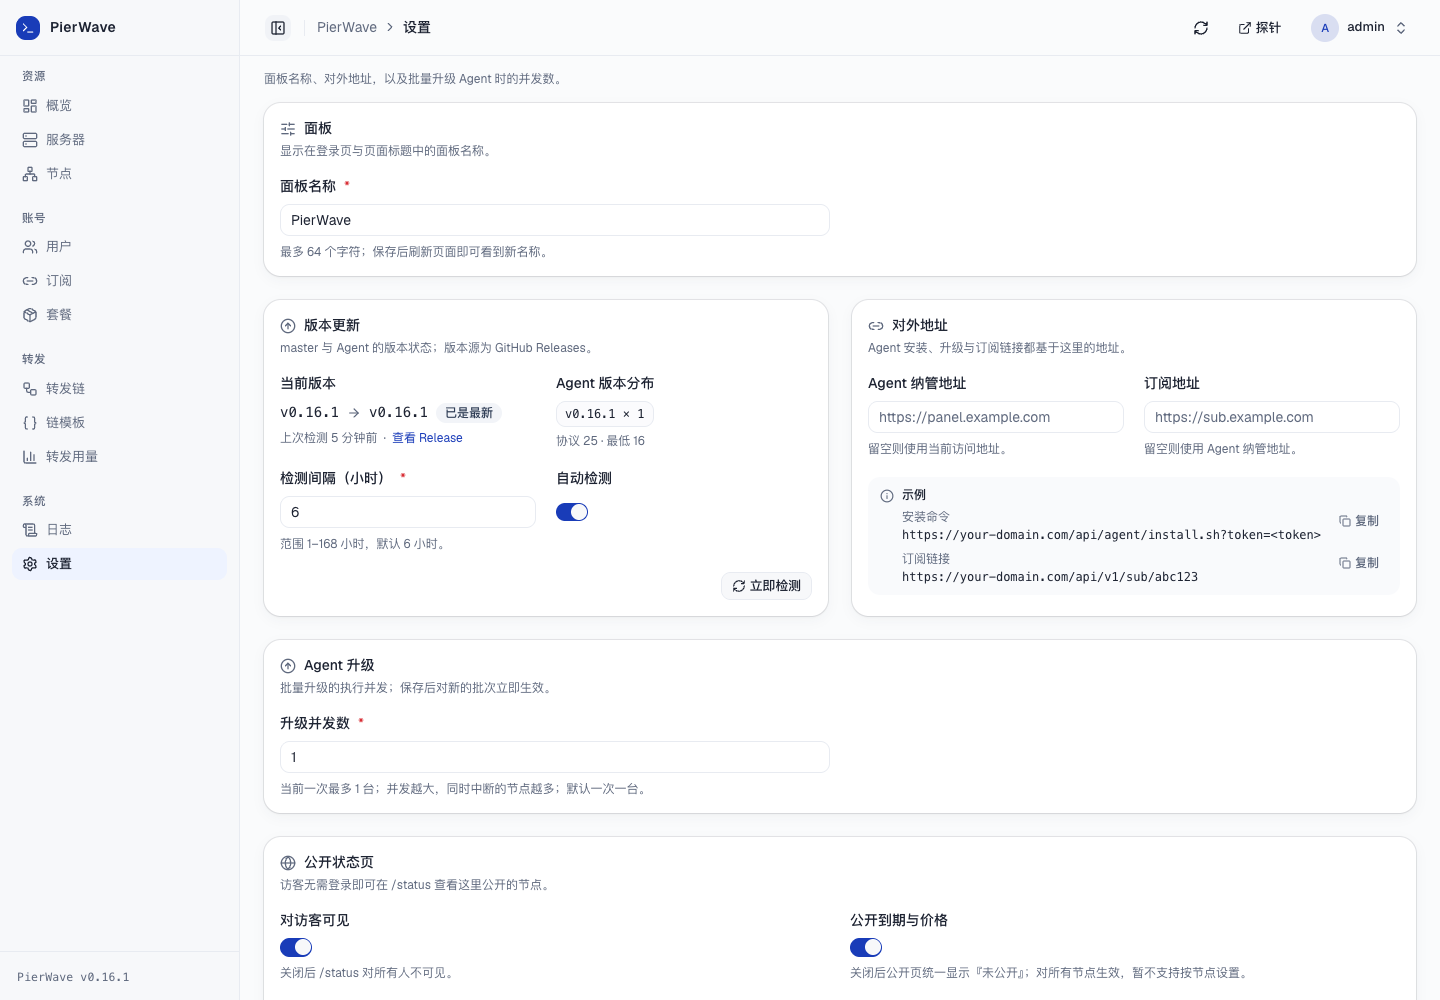 PierWave
PierWave > 设置
探针
A admin
资源
概览
服务器
节点
账号
用户
订阅
套餐
转发
转发链
链模板
转发用量
系统
日志
设置
PierWave v0.16.1
面板名称、对外地址，以及批量升级 Agent 时的并发数。
面板
显示在登录页与页面标题中的面板名称。
面板名称 *
PierWave
最多 64 个字符；保存后刷新页面即可看到新名称。
版本更新
master 与 Agent 的版本状态；版本源为 GitHub Releases。
当前版本
v0.16.1 → v0.16.1 已是最新
上次检测 5 分钟前 · 查看 Release
Agent 版本分布
v0.16.1 × 1
协议 25 · 最低 16
检测间隔（小时） *
6
范围 1–168 小时，默认 6 小时。
自动检测
立即检测
对外地址
Agent 安装、升级与订阅链接都基于这里的地址。
Agent 纳管地址
https://panel.example.com
留空则使用当前访问地址。
订阅地址
https://sub.example.com
留空则使用 Agent 纳管地址。
示例
安装命令
https://your-domain.com/api/agent/install.sh?token=<token>
复制
订阅链接
https://your-domain.com/api/v1/sub/abc123
复制
Agent 升级
批量升级的执行并发；保存后对新的批次立即生效。
升级并发数 *
1
当前一次最多 1 台；并发越大，同时中断的节点越多；默认一次一台。
公开状态页
访客无需登录即可在 /status 查看这里公开的节点。
对访客可见
关闭后 /status 对所有人不可见。
公开到期与价格
关闭后公开页统一显示『未公开』；对所有节点生效，暂不支持按节点设置。